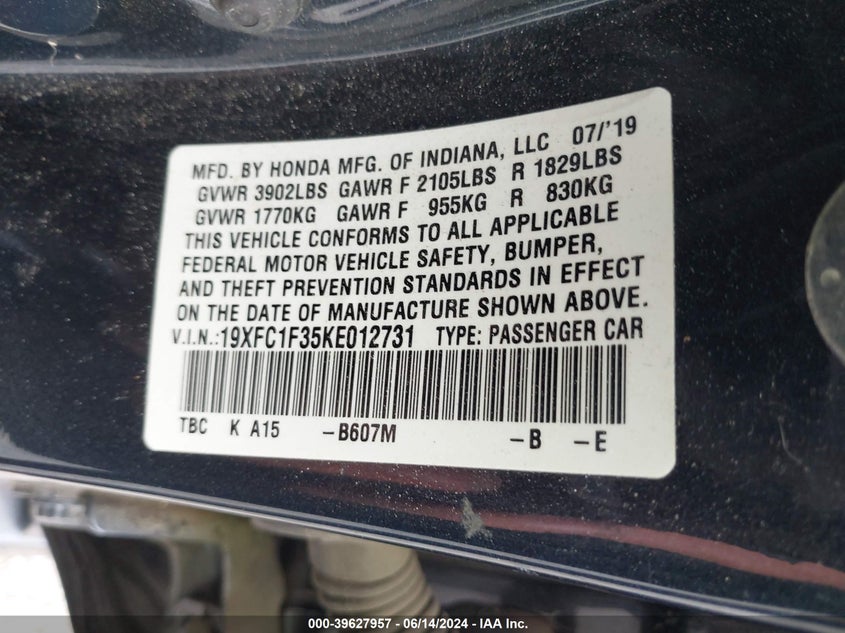 MFD. BY HONDA MFG. OF INDIANA, LLC 07/'19
GVWR 3902LBS GAWR F 2105LBS R 1829LBS
GVWR 1770KG GAWR F 955KG R 830KG
THIS VEHICLE CONFORMS TO ALL APPLICABLE
FEDERAL MOTOR VEHICLE SAFETY, BUMPER,
AND THEFT PREVENTION STANDARDS IN EFFECT
ON THE DATE OF MANUFACTURE SHOWN ABOVE.
V.I.N.:19XFC1F35KE012731 TYPE: PASSENGER CAR
TBC K A15 -B607M -B -E
000-39627957 - 06/14/2024 - IAA Inc.